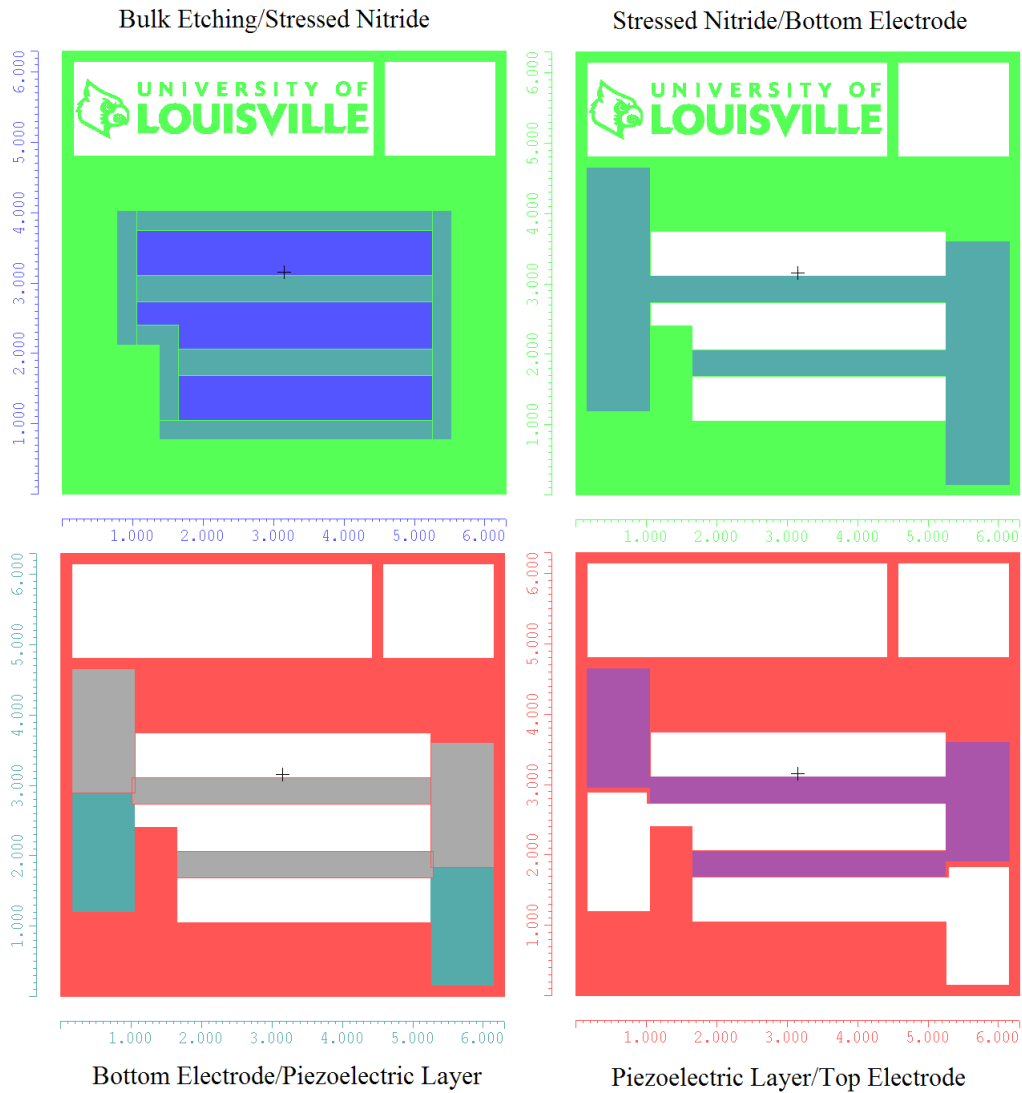 Bulk Etching/Stressed Nitride
Stressed Nitride/Bottom Electrode
UNIVERSITY OF
LOUISVILLE
UNIVERSITY OF
LOUISVILLE
6.000
5.000
4.000
3.000
2.000
1.000
6.000
5.000
4.000
3.000
2.000
1.000
1.000 2.000 3.000 4.000 5.000 6.000
1.000 2.000 3.000 4.000 5.000 6.000
6.000
5.000
4.000
3.000
2.000
1.000
6.000
5.000
4.000
3.000
2.000
1.000
1.000 2.000 3.000 4.000 5.000 6.000
1.000 2.000 3.000 4.000 5.000 6.000
Bottom Electrode/Piezoelectric Layer
Piezoelectric Layer/Top Electrode